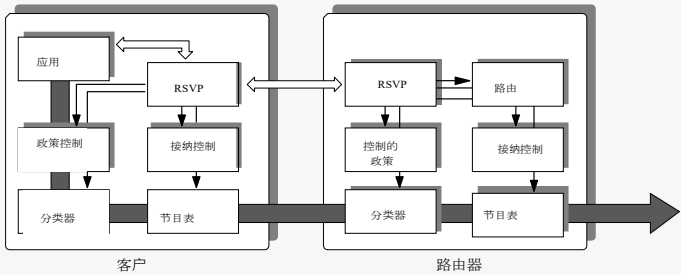 应用
RSVP
RSVP
路由
政策控制
接纳控制
控制的
政策
接纳控制
分类器
节目表
分类器
节目表
客户
路由器